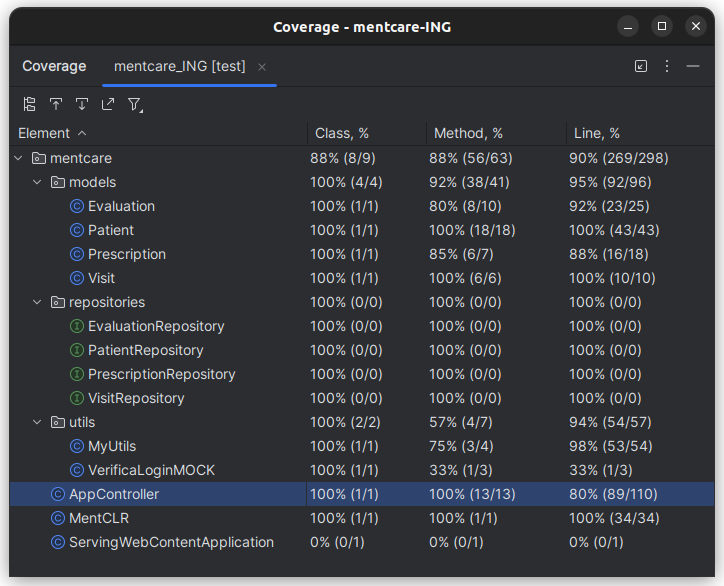 Coverage - mentcare-ING
Coverage mentcare_ING [test]
Element Class, % Method, % Line, %
mentcare 88% (8/9) 88% (56/63) 90% (269/298)
models 100% (4/4) 92% (38/41) 95% (92/96)
Evaluation 100% (1/1) 80% (8/10) 92% (23/25)
Patient 100% (1/1) 100% (18/18) 100% (43/43)
Prescription 100% (1/1) 85% (6/7) 88% (16/18)
Visit 100% (1/1) 100% (6/6) 100% (10/10)
repositories 100% (0/0) 100% (0/0) 100% (0/0)
EvaluationRepository 100% (0/0) 100% (0/0) 100% (0/0)
PatientRepository 100% (0/0) 100% (0/0) 100% (0/0)
PrescriptionRepository 100% (0/0) 100% (0/0) 100% (0/0)
VisitRepository 100% (0/0) 100% (0/0) 100% (0/0)
utils 100% (2/2) 57% (4/7) 94% (54/57)
MyUtils 100% (1/1) 75% (3/4) 98% (53/54)
VerificaLoginMOCK 100% (1/1) 33% (1/3) 33% (1/3)
AppController 100% (1/1) 100% (13/13) 80% (89/110)
MentCLR 100% (1/1) 100% (1/1) 100% (34/34)
ServingWebContentApplication 0% (0/1) 0% (0/1) 0% (0/1)